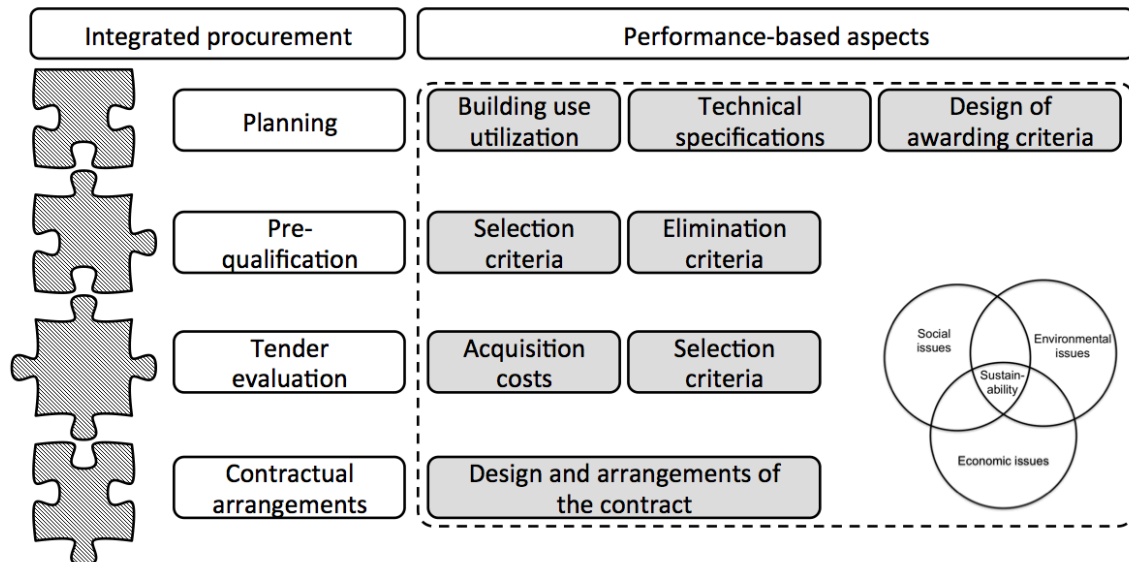 Integrated procurement
Performance-based aspects
Planning
Building use
utilization
Technical
specifications
Design of
awarding criteria
Pre-
qualification
Selection
criteria
Elimination
criteria
Tender
evaluation
Acquisition
costs
Selection
criteria
Social
issues
Environmental
issues
Sustain-
ability
Economic issues
Contractual
arrangements
Design and arrangements of
the contract